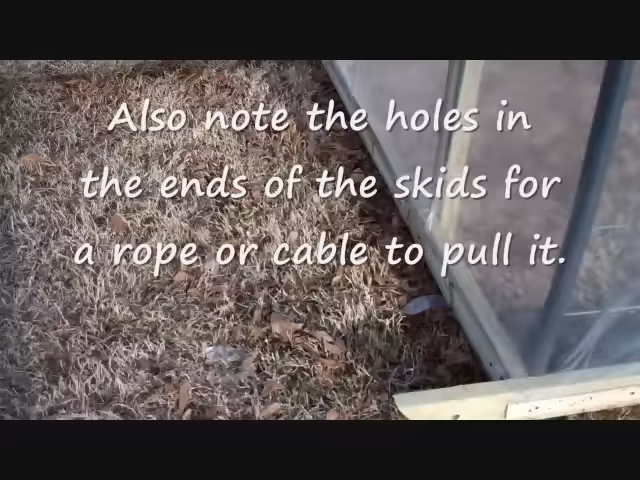 Also note the holes in
the ends of the skids for
a rope or cable to pull it.